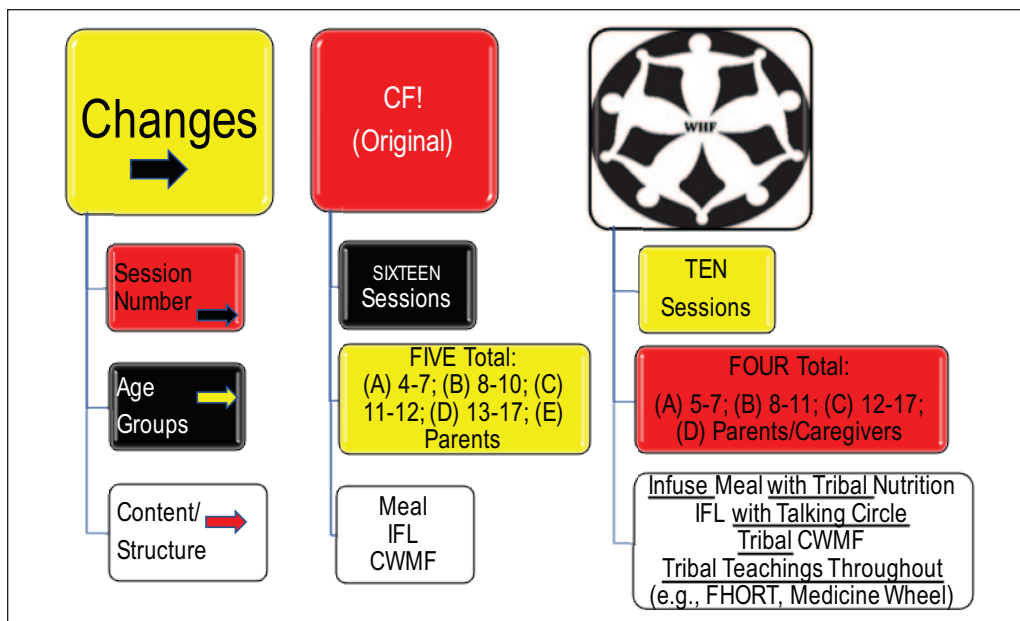 Changes
CF!
(Original)
WHF
Session
Number
SIXTEEN
Sessions
TEN
Sessions
Age
Groups
FIVE Total:
(A) 4-7; (B) 8-10; (C)
11-12; (D) 13-17; (E)
Parents
FOUR Total:
(A) 5-7; (B) 8-11; (C) 12-17;
(D) Parents/Caregivers
Content/
Structure
Meal
IFL
CWMF
Infuse Meal with Tribal Nutrition
IFL with Talking Circle
Tribal CWMF
Tribal Teachings Throughout
(e.g., FHORT, Medicine Wheel)